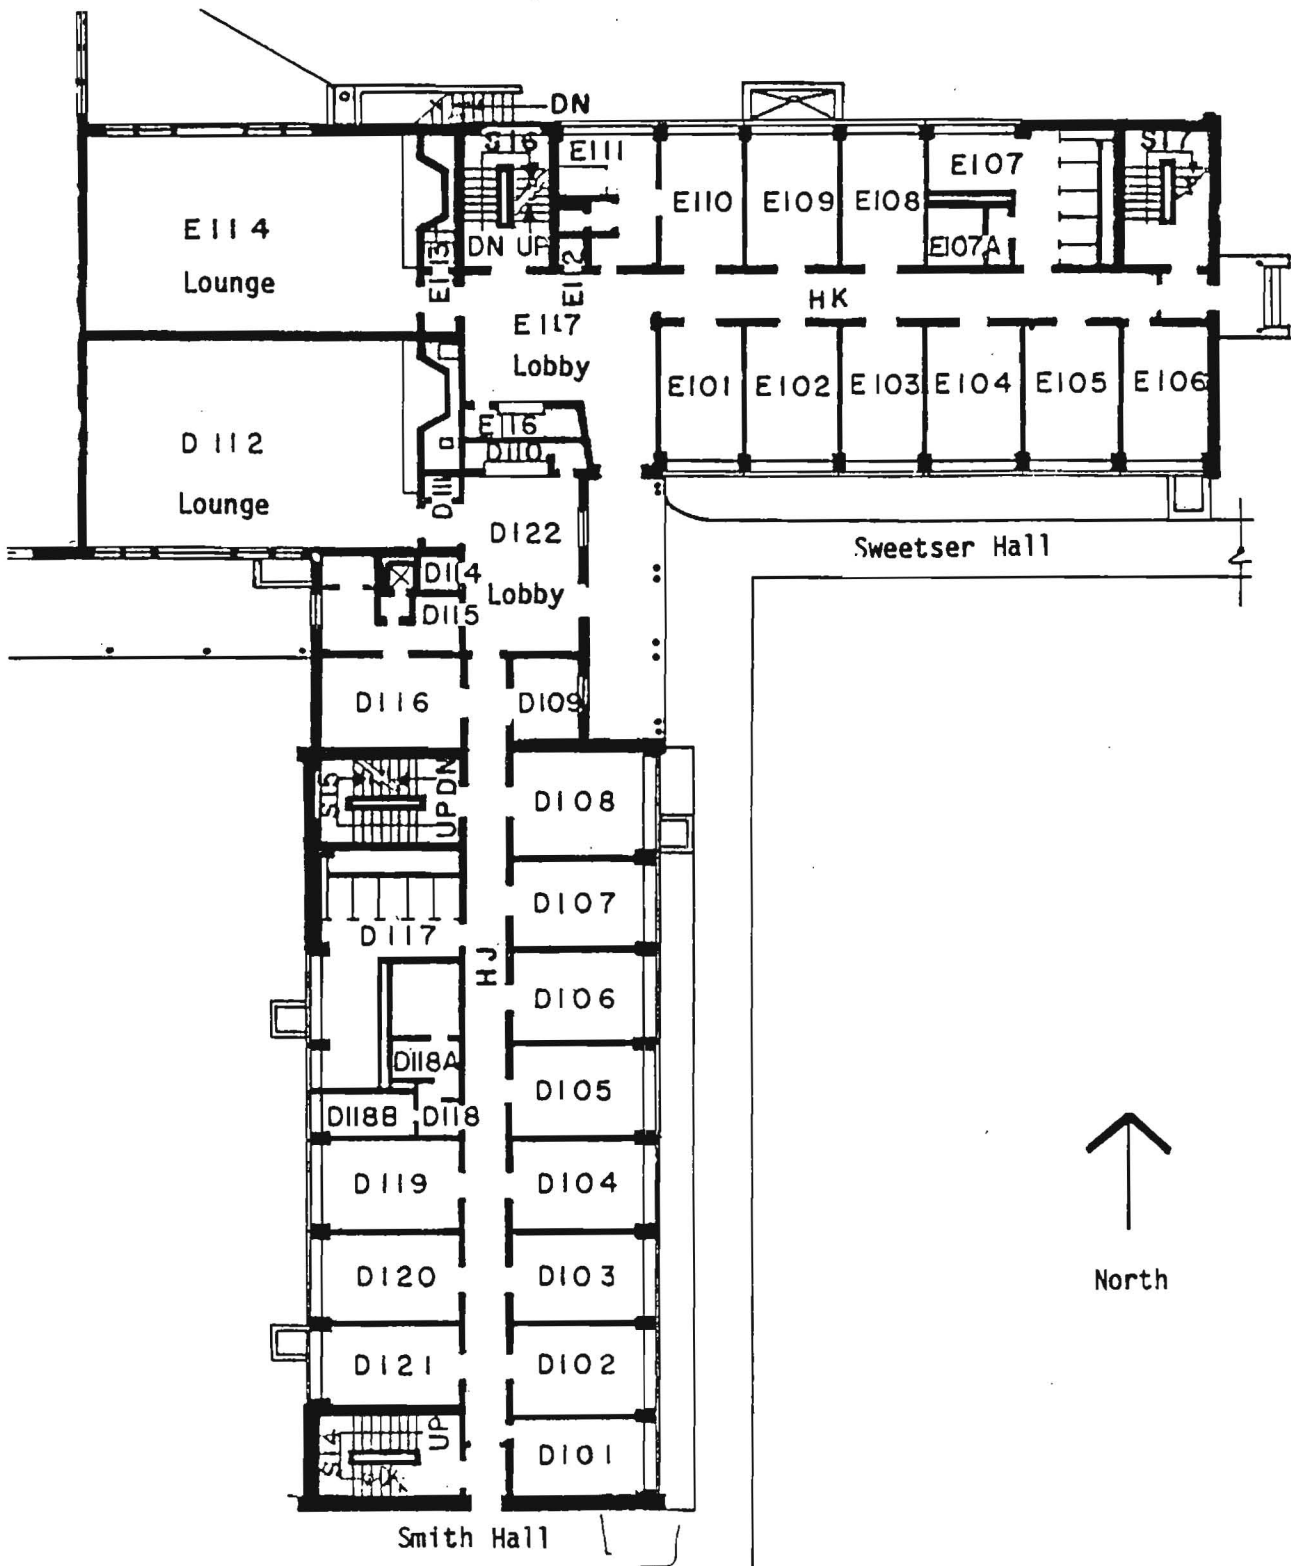 DN
S16
E111
E107
S17
E110
E109
E108
E114
Lounge
E113
DN UP
E112
E107A
HK
E117
Lobby
E101
E102
E103
E104
E105
E106
E116
D110
D112
Lounge
D111
D122
Lobby
Sweetser Hall
D114
D115
D116
D109
S15
DN
UP
D108
D107
D117
HJ
D106
D118A
D105
D118B
D118
D119
D104
D120
D103
North
D121
D102
S14
UP
D101
Smith Hall